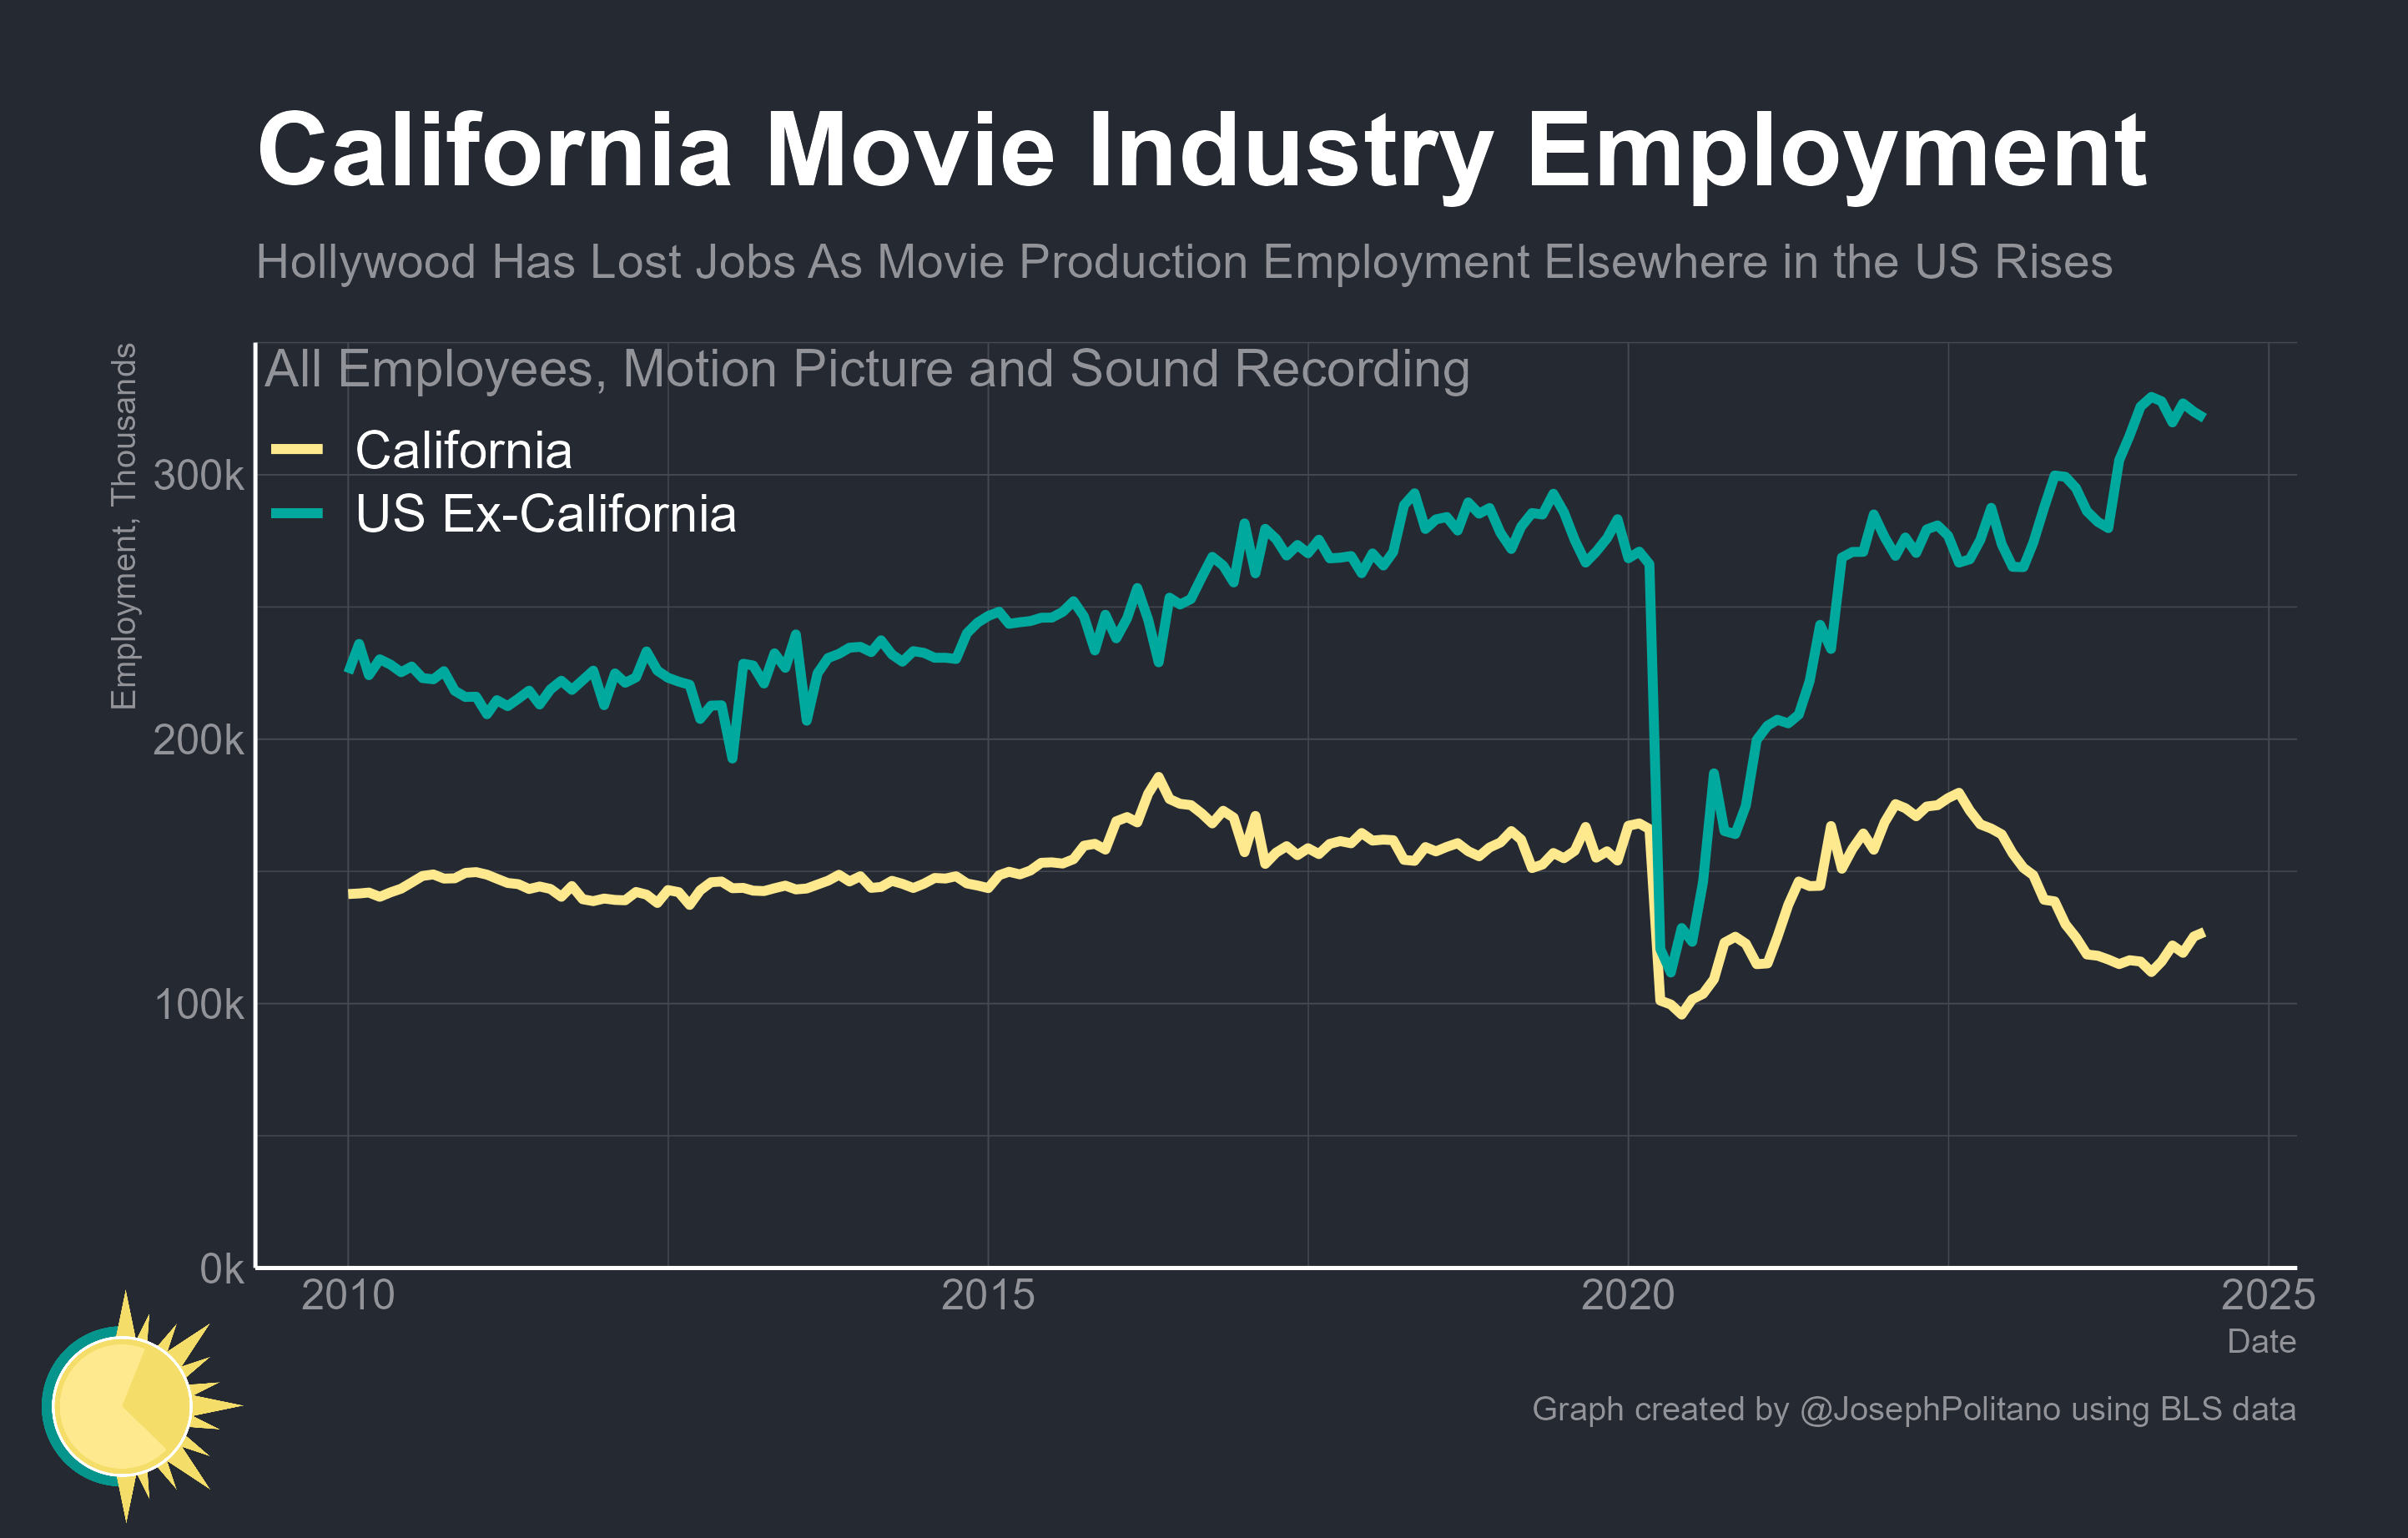 California Movie Industry Employment
Hollywood Has Lost Jobs As Movie Production Employment Elsewhere in the US Rises
Employment, Thousands
All Employees, Motion Picture and Sound Recording
California
US Ex-California
300k
200k
100k
0k
2010
2015
2020
2025
Date
Graph created by @JosephPolitano using BLS data